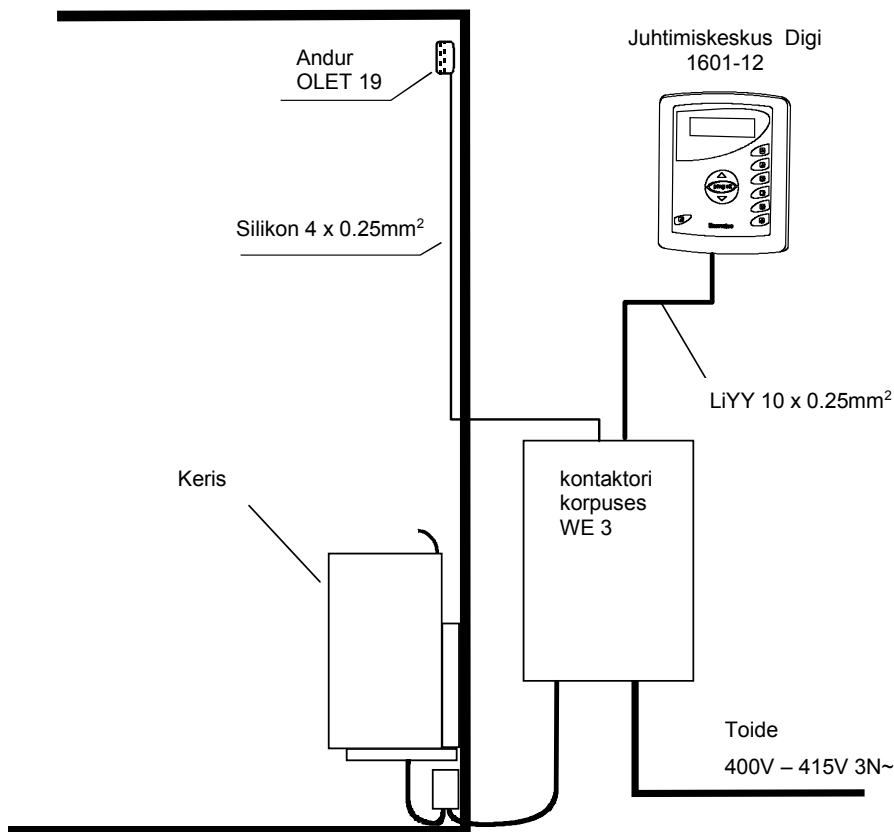 Andur
OLET 19
Juhtimiskeskus Digi
1601-12
Silikon 4 x 0.25mm²
LiYY 10 x 0.25mm²
Keris
kontaktori
korpuses
WE 3
Toide
400V – 415V 3N~